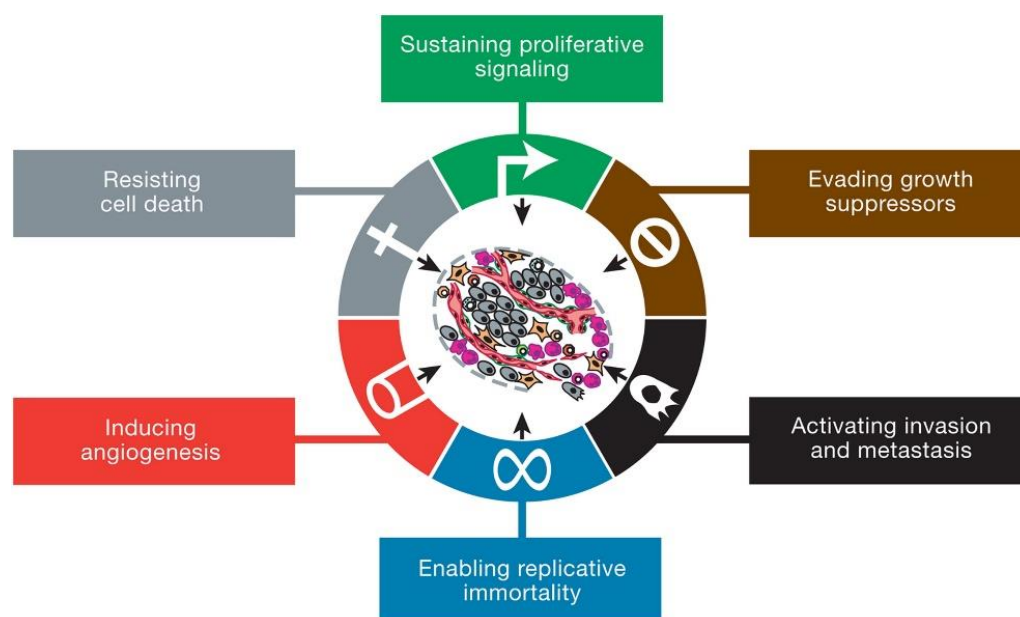 Sustaining proliferative
signaling
Resisting
cell death
Evading growth
suppressors
Inducing
angiogenesis
Activating invasion
and metastasis
Enabling replicative
immortality